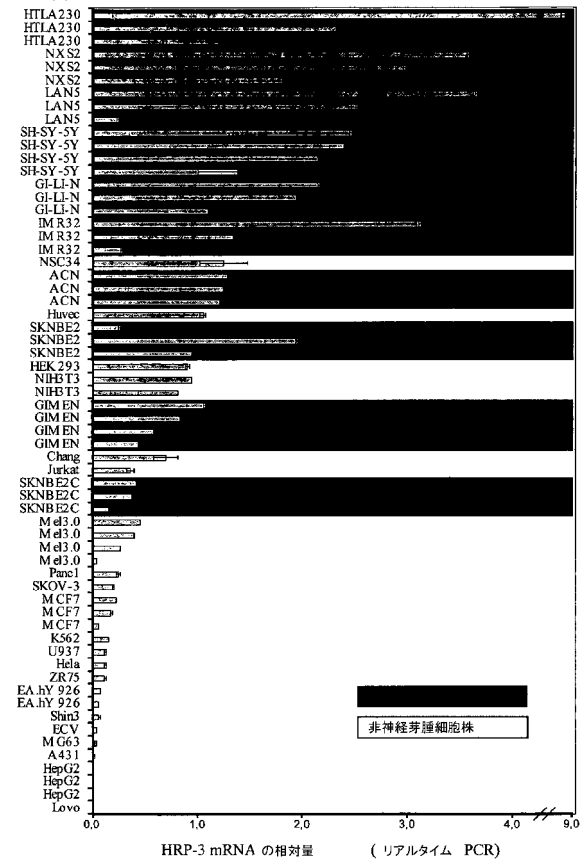 HTLA230
HTLA230
HTLA230
NXS2
NXS2
NXS2
LAN5
LAN5
LAN5
SH-SY-5Y
SH-SY-5Y
SH-SY-5Y
SH-SY-5Y
GI-LI-N
GI-LI-N
GI-LI-N
IMR32
IMR32
IMR32
NSC34
ACN
ACN
ACN
Huvec
SKNBE2
SKNBE2
SKNBE2
HEK293
NIH3T3
NIH3T3
GIMEN
GIMEN
GIMEN
GIMEN
Chang
Jurkat
SKNBE2C
SKNBE2C
SKNBE2C
Mel3.0
Mel3.0
Mel3.0
Mel3.0
Panc1
SKOV-3
MCF7
MCF7
MCF7
K562
U937
Hela
ZR75
EA.hY 926
EA.hY 926
Shin3
ECV
MG63
A431
HepG2
HepG2
HepG2
Lovo
非神経芽腫細胞株
0,0 1,0 2,0 3,0 4,0 9,0
HRP-3 mRNA の相対量 ( リアルタイム PCR)